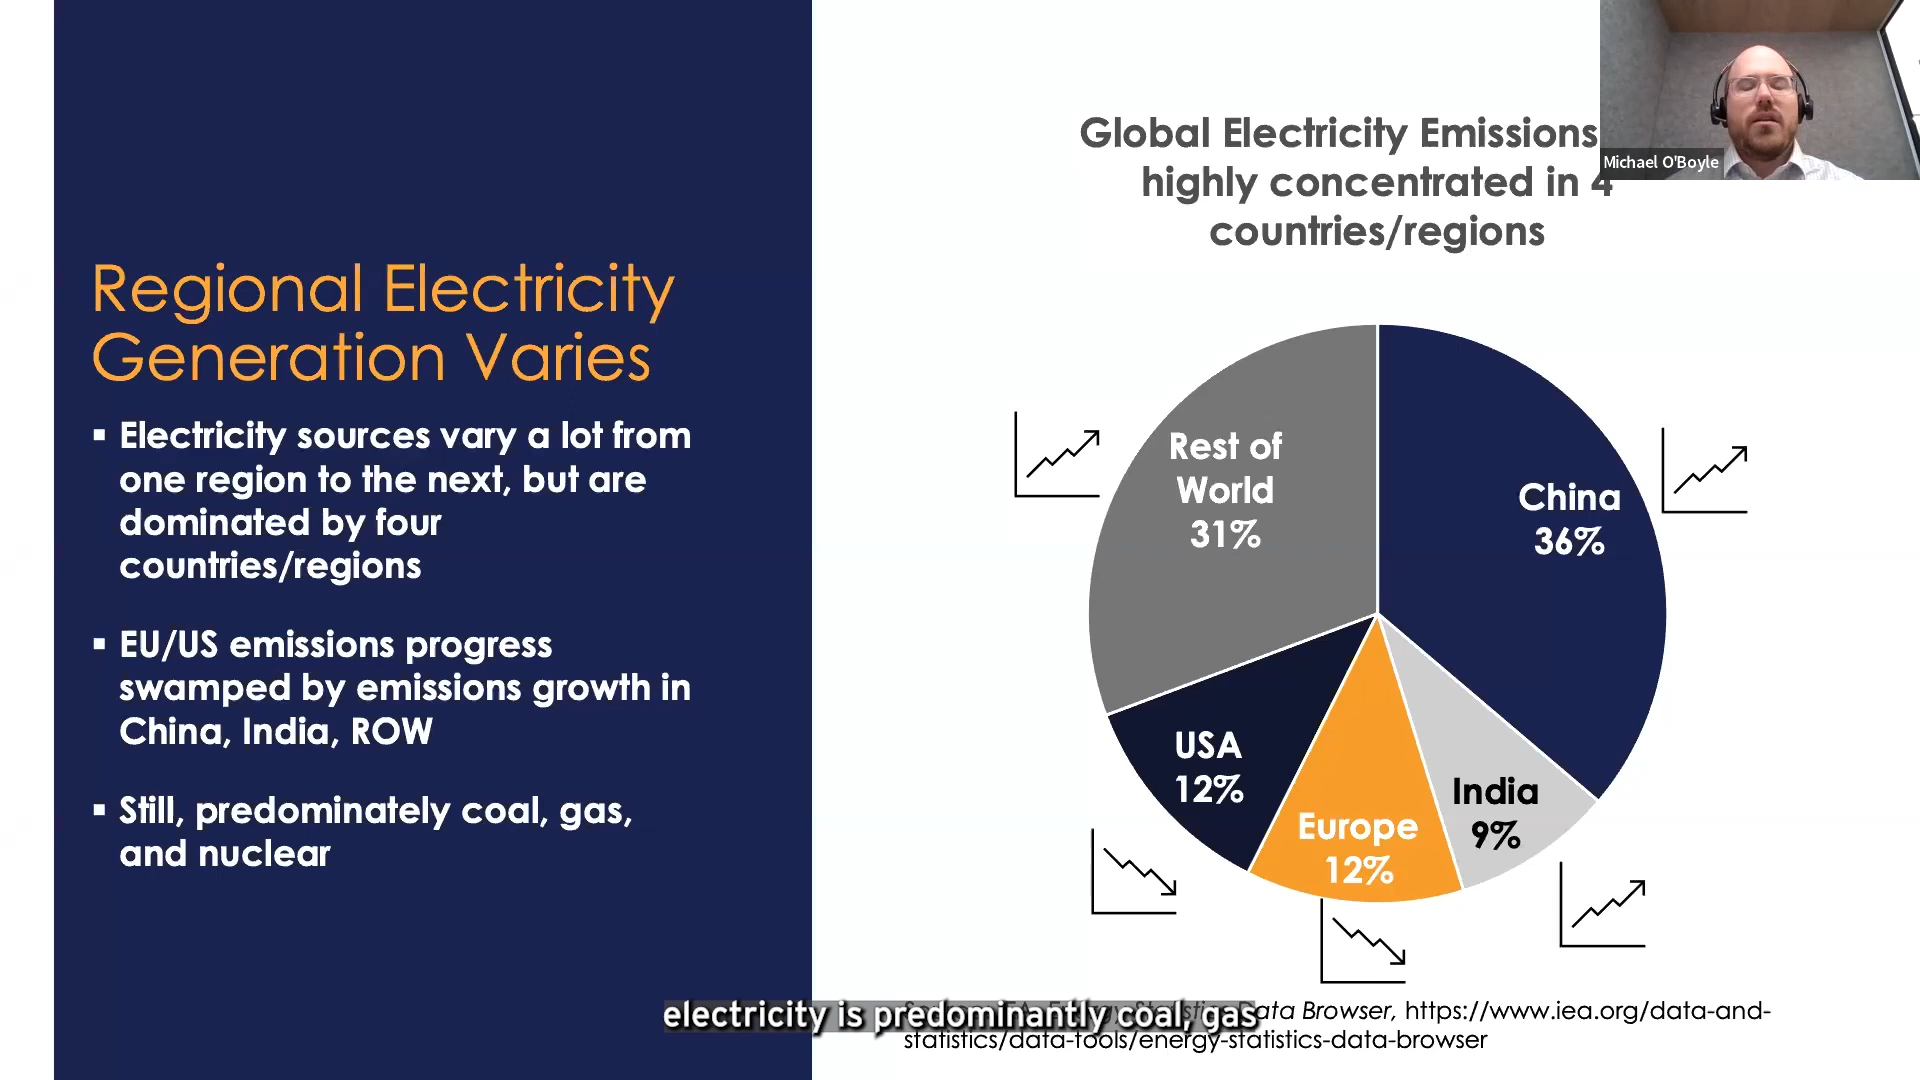 Regional Electricity
Generation Varies
▪ Electricity sources vary a lot from
one region to the next, but are
dominated by four
countries/regions
▪ EU/US emissions progress
swamped by emissions growth in
China, India, ROW
▪ Still, predominately coal, gas,
and nuclear
Global Electricity Emissions
highly concentrated in 4
countries/regions
Michael O'Boyle
Rest of
World
31%
China
36%
USA
12%
Europe
12%
India
9%
Data Browser, https://www.iea.org/data-and-
statistics/data-tools/energy-statistics-data-browser
electricity is predominantly coal, gas